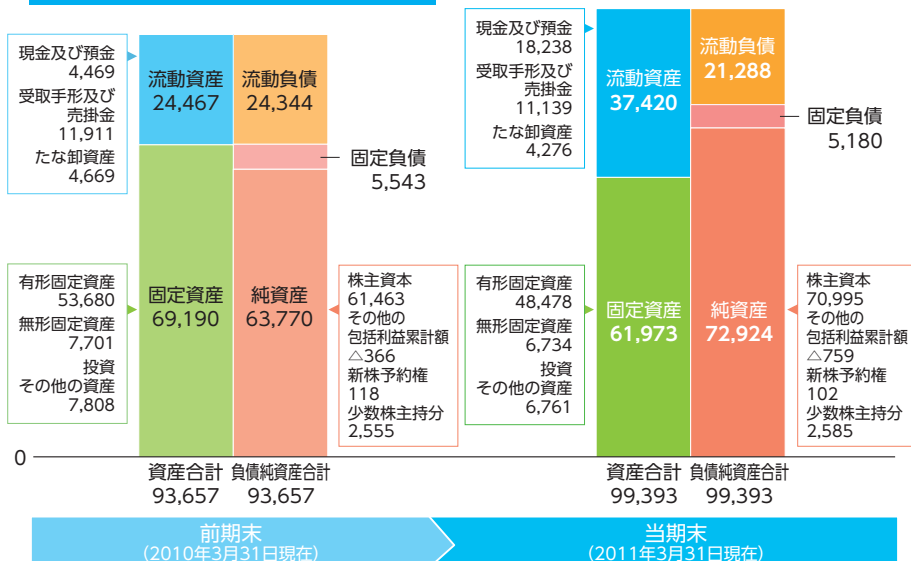 現金及び預金
4,469
受取手形及び
売掛金
11,911
たな卸資産
4,669
流動資産
24,467
流動負債
24,344
固定負債
5,543
有形固定資産
53,680
無形固定資産
7,701
投資
その他の資産
7,808
固定資産
69,190
純資産
63,770
株主資本
61,463
その他の
包括利益累計額
△366
新株予約権
118
少数株主持分
2,555
現金及び預金
18,238
受取手形及び
売掛金
11,139
たな卸資産
4,276
流動資産
37,420
流動負債
21,288
固定負債
5,180
有形固定資産
48,478
無形固定資産
6,734
投資
その他の資産
6,761
固定資産
61,973
純資産
72,924
株主資本
70,995
その他の
包括利益累計額
△759
新株予約権
102
少数株主持分
2,585
0
資産合計
93,657
負債純資産合計
93,657
資産合計
99,393
負債純資産合計
99,393
前期末
(2010年3月31日現在)
当期末
(2011年3月31日現在)